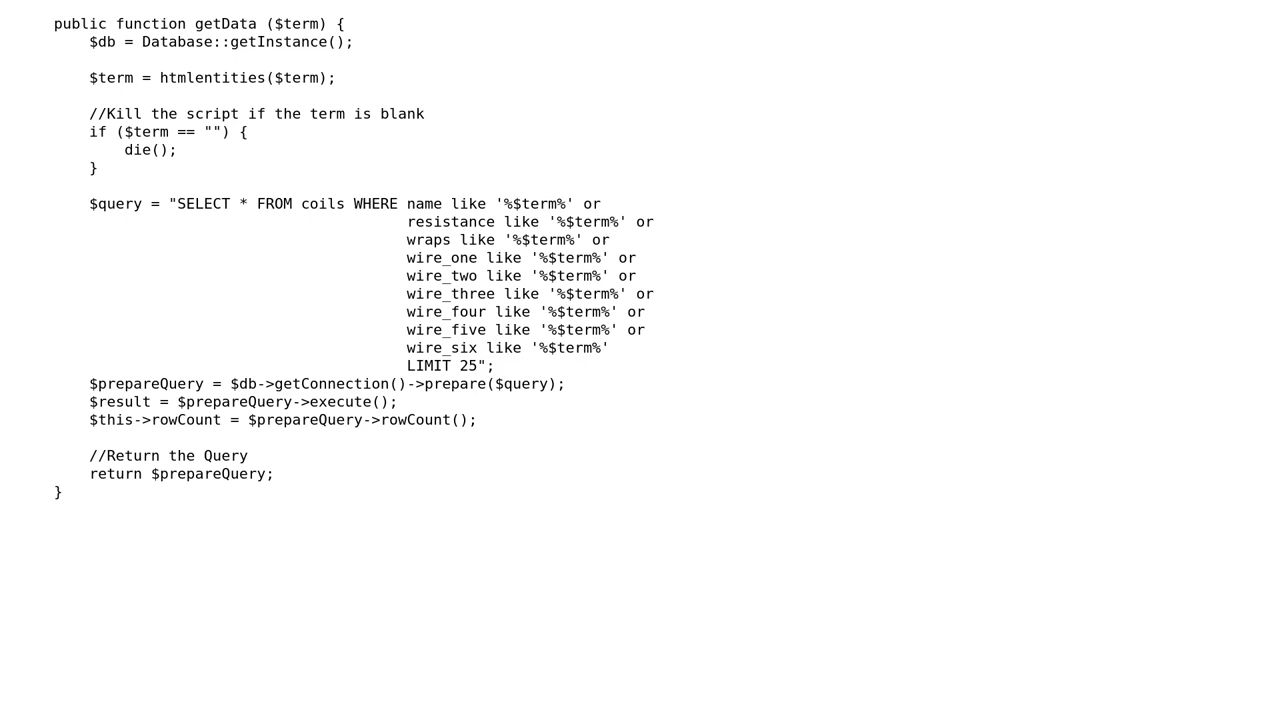 public function getData ($term) {
    $db = Database::getInstance();

    $term = htmlentities($term);

    //Kill the script if the term is blank
    if ($term == "") {
        die();
    }

    $query = "SELECT * FROM coils WHERE name like '%$term%' or
                                        resistance like '%$term%' or
                                        wraps like '%$term%' or
                                        wire_one like '%$term%' or
                                        wire_two like '%$term%' or
                                        wire_three like '%$term%' or
                                        wire_four like '%$term%' or
                                        wire_five like '%$term%' or
                                        wire_six like '%$term%'
                                        LIMIT 25";
    $prepareQuery = $db->getConnection()->prepare($query);
    $result = $prepareQuery->execute();
    $this->rowCount = $prepareQuery->rowCount();

    //Return the Query
    return $prepareQuery;
}